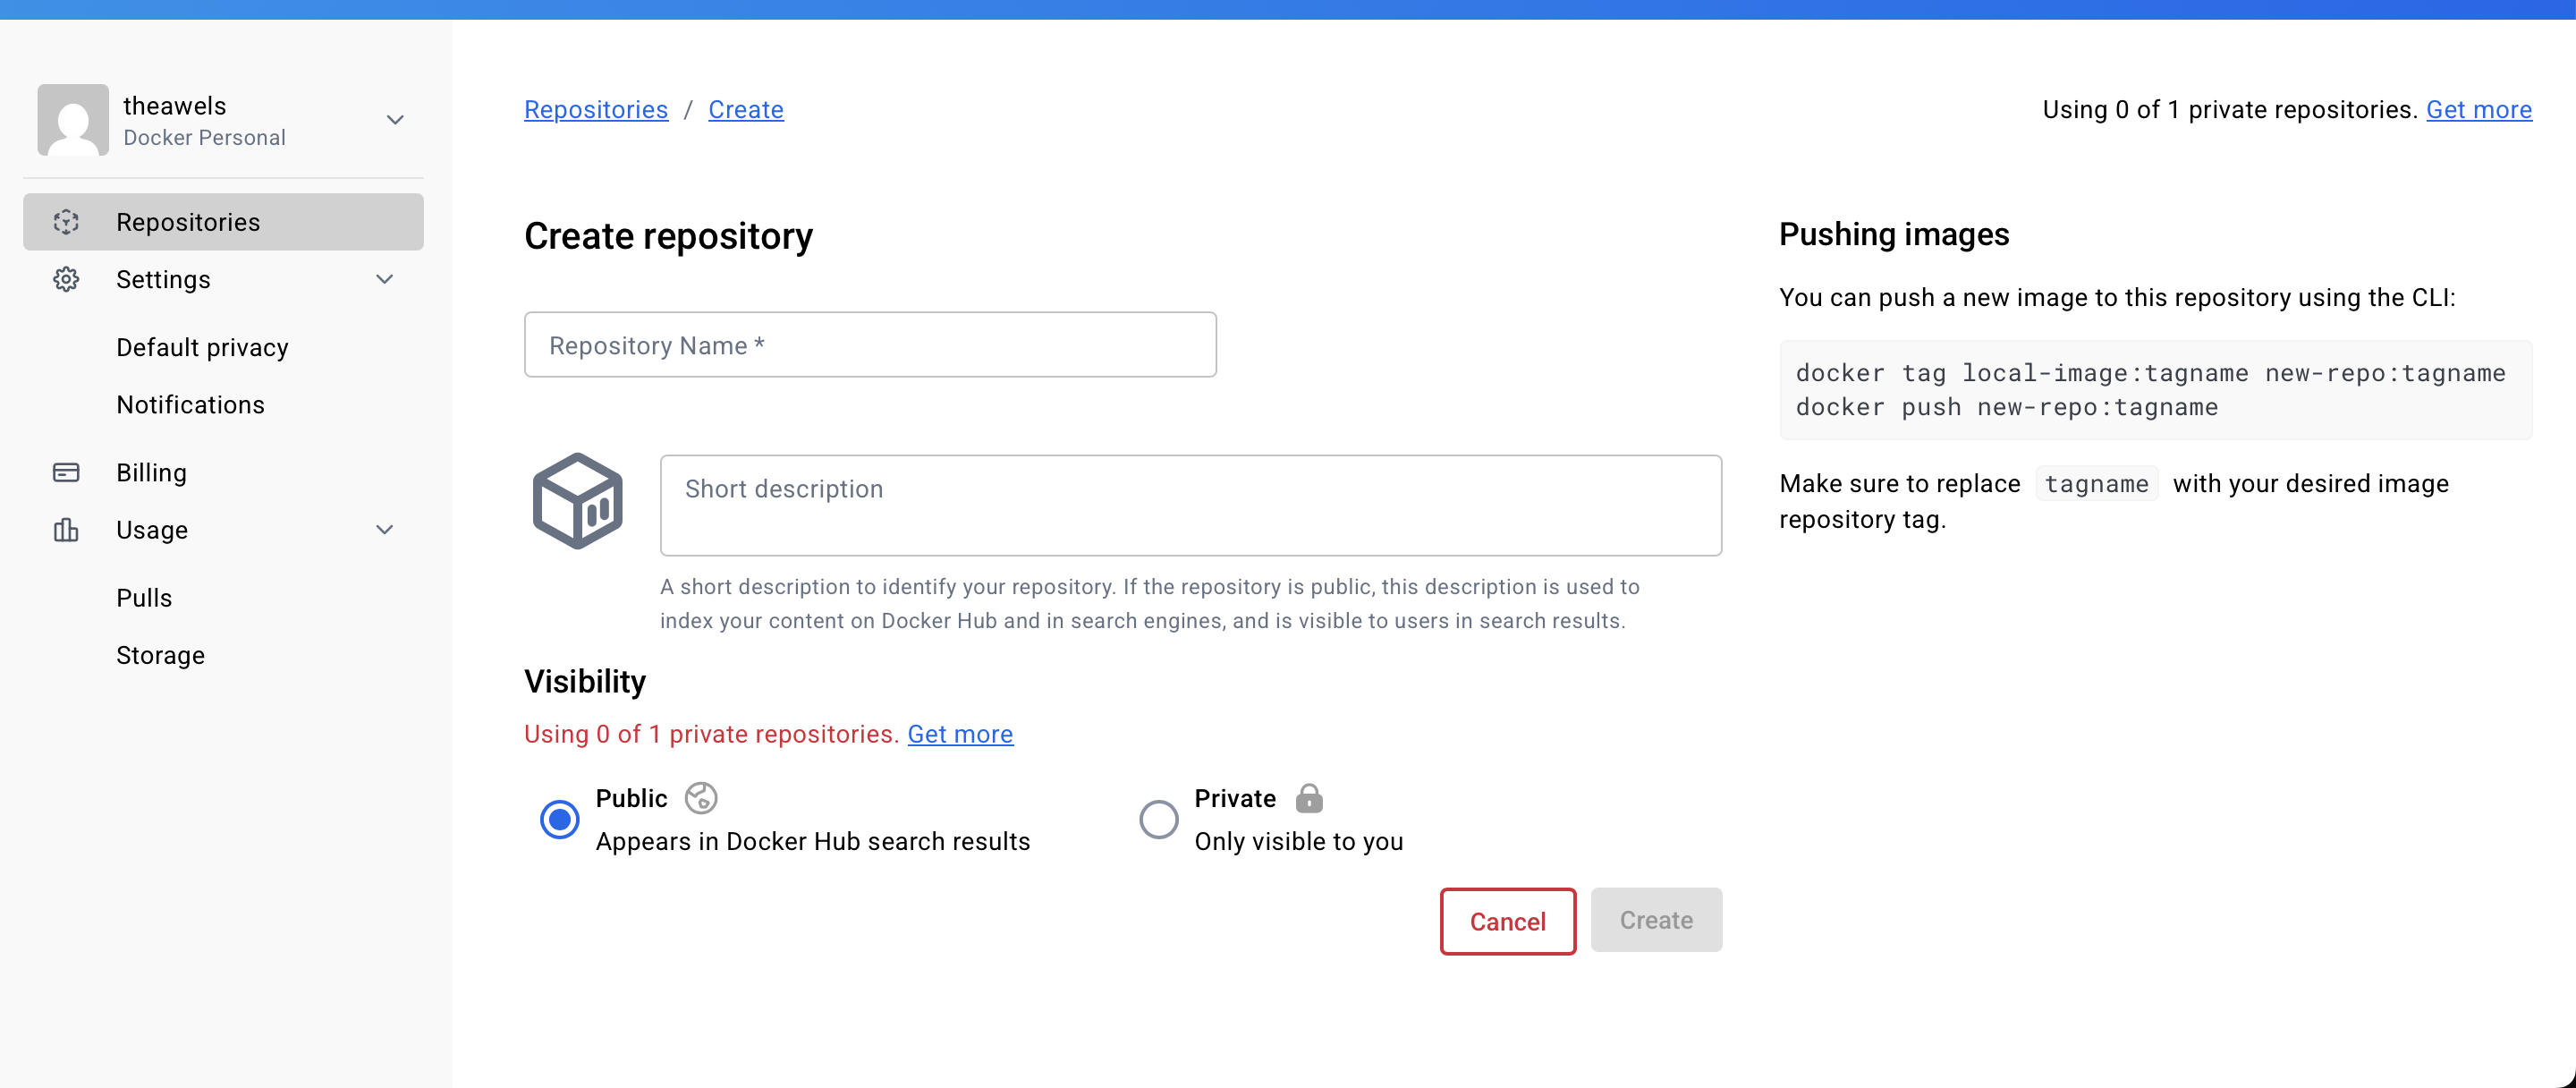 theawels
Docker Personal
Repositories
Settings
Default privacy
Notifications
Billing
Usage
Pulls
Storage
Repositories / Create
Using 0 of 1 private repositories. Get more
Create repository
Repository Name *
Short description
A short description to identify your repository. If the repository is public, this description is used to
index your content on Docker Hub and in search engines, and is visible to users in search results.
Visibility
Using 0 of 1 private repositories. Get more
Public
Appears in Docker Hub search results
Private
Only visible to you
Cancel
Create
Pushing images
You can push a new image to this repository using the CLI:
docker tag local-image:tagname new-repo:tagname
docker push new-repo:tagname
Make sure to replace tagname with your desired image
repository tag.